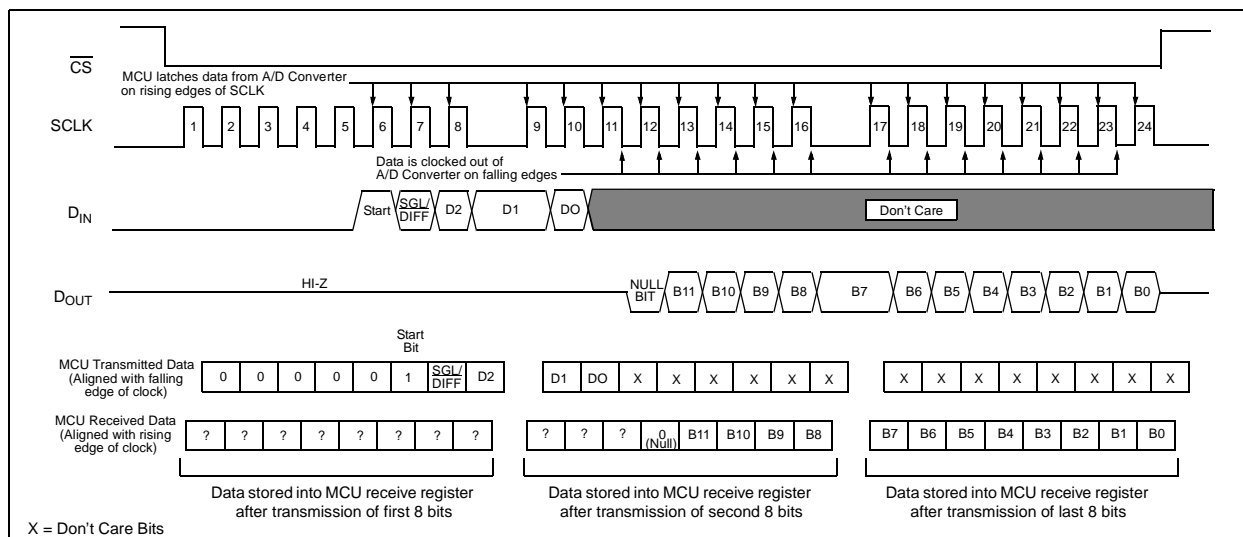 CS
MCU latches data from A/D Converter
on rising edges of SCLK
SCLK
1 2 3 4 5 6 7 8 9 10 11 12 13 14 15 16 17 18 19 20 21 22 23 24
Data is clocked out of
A/D Converter on falling edges
DIN
Start SGL/DIFF D2 D1 DO Don't Care
HI-Z
DOUT
NULL BIT B11 B10 B9 B8 B7 B6 B5 B4 B3 B2 B1 B0
Start
Bit
MCU Transmitted Data
(Aligned with falling
edge of clock)
0 0 0 0 0 1 SGL/DIFF D2 D1 DO X X X X X X X X X X X X X X
MCU Received Data
(Aligned with rising
edge of clock)
? ? ? ? ? ? ? ? ? ? ? 0 (Null) B11 B10 B9 B8 B7 B6 B5 B4 B3 B2 B1 B0
Data stored into MCU receive register
after transmission of first 8 bits
Data stored into MCU receive register
after transmission of second 8 bits
Data stored into MCU receive register
after transmission of last 8 bits
X = Don't Care Bits